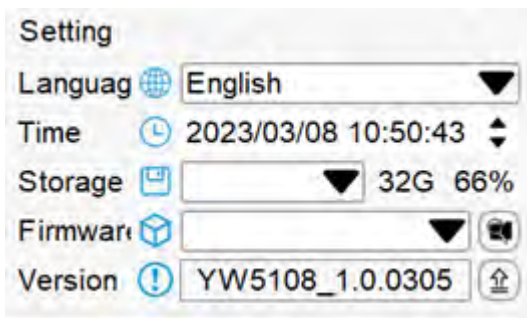 Setting
Languag English
Time 2023/03/08 10:50:43
Storage 32G 66%
Firmwar
Version YW5108_1.0.0305